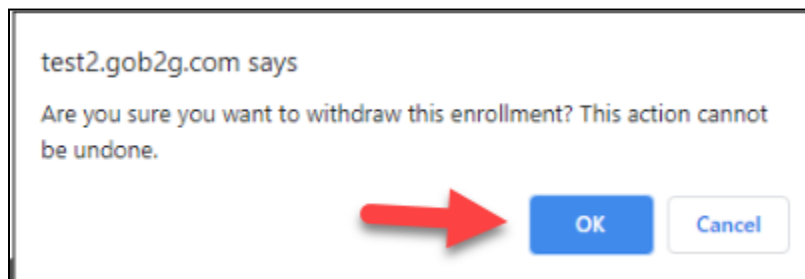 test2.gob2g.com says
Are you sure you want to withdraw this enrollment? This action cannot
be undone.
OK Cancel